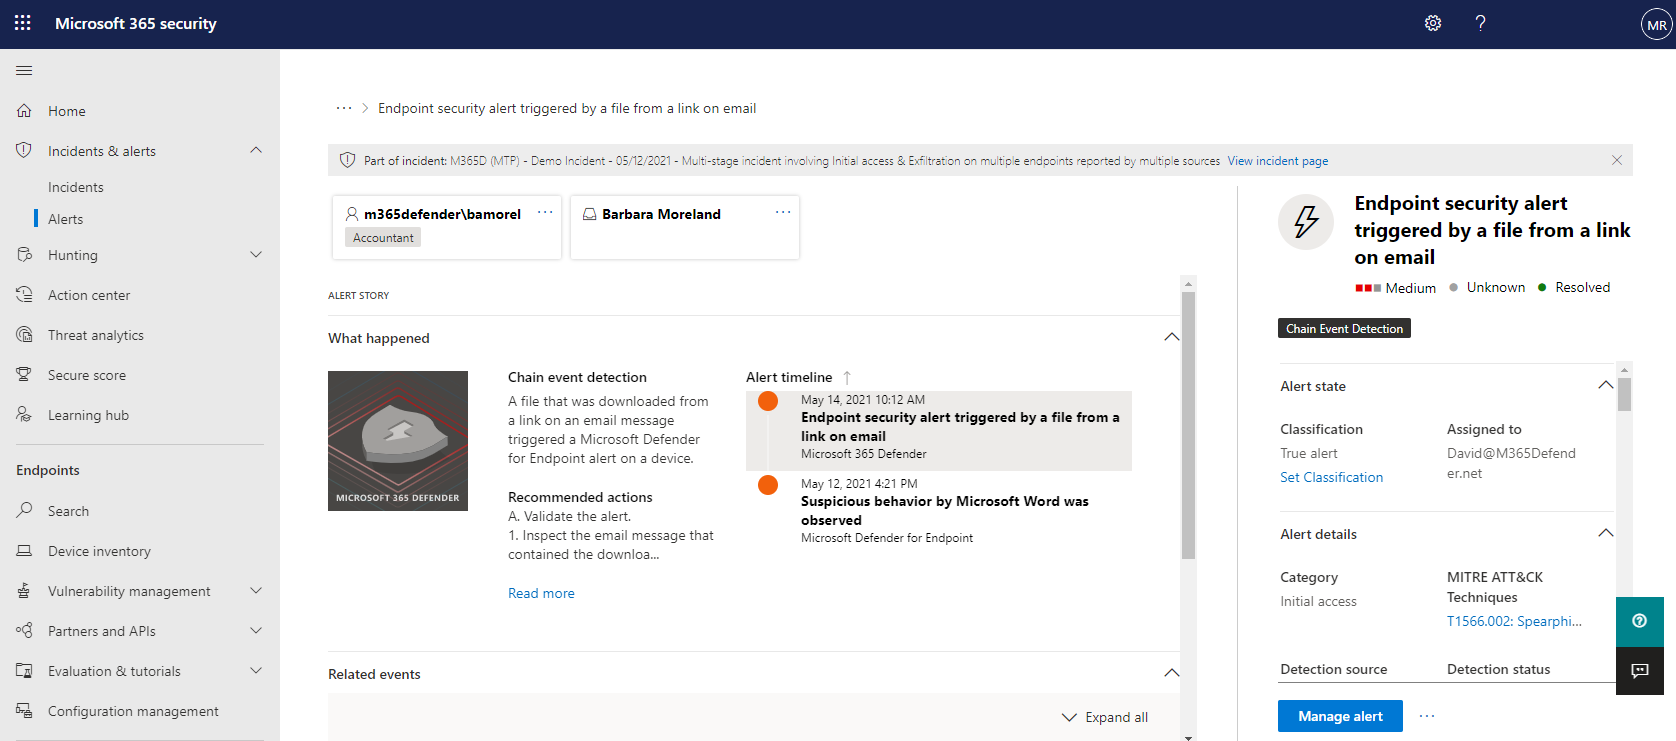 Microsoft 365 security
MR
Home
Incidents & alerts
Incidents
Alerts
Hunting
Action center
Threat analytics
Secure score
Learning hub
Endpoints
Search
Device inventory
Vulnerability management
Partners and APIs
Evaluation & tutorials
Configuration management
Endpoint security alert triggered by a file from a link on email
Part of incident: M365D (MTP) - Demo Incident - 05/12/2021 - Multi-stage incident involving Initial access & Exfiltration on multiple endpoints reported by multiple sources View incident page
m365defender\bamorel
Accountant
Barbara Moreland
ALERT STORY
What happened
MICROSOFT 365 DEFENDER
Chain event detection
A file that was downloaded from
a link on an email message
triggered a Microsoft Defender
for Endpoint alert on a device.
Recommended actions
A. Validate the alert.
1. Inspect the email message that
contained the downloa...
Read more
Alert timeline
May 14, 2021 10:12 AM
Endpoint security alert triggered by a file from a
link on email
Microsoft 365 Defender
May 12, 2021 4:21 PM
Suspicious behavior by Microsoft Word was
observed
Microsoft Defender for Endpoint
Related events
Expand all
Endpoint security alert
triggered by a file from a link
on email
Medium Unknown Resolved
Chain Event Detection
Alert state
Classification
True alert
Set Classification
Assigned to
David@M365Defend
er.net
Alert details
Category
Initial access
MITRE ATT&CK
Techniques
T1566.002: Spearphi...
Detection source
Detection status
Manage alert